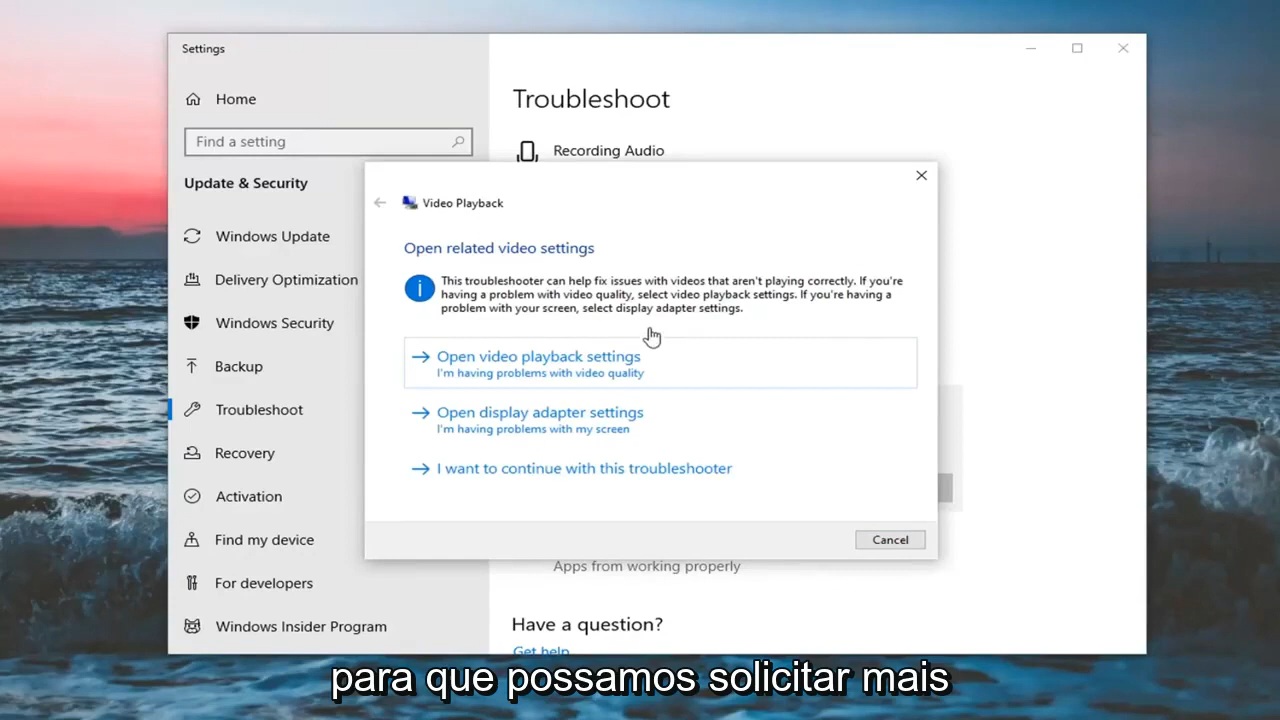 Settings
Home
Find a setting
Update & Security
Windows Update
Delivery Optimization
Windows Security
Backup
Troubleshoot
Recovery
Activation
Find my device
For developers
Windows Insider Program
Troubleshoot
Recording Audio
Video Playback
Open related video settings
This troubleshooter can help fix issues with videos that aren't playing correctly. If you're
having a problem with video quality, select video playback settings. If you're having a
problem with your screen, select display adapter settings.
Open video playback settings
I'm having problems with video quality
Open display adapter settings
I'm having problems with my screen
I want to continue with this troubleshooter
Cancel
Apps from working properly
Have a question?
Get help
para que possamos solicitar mais